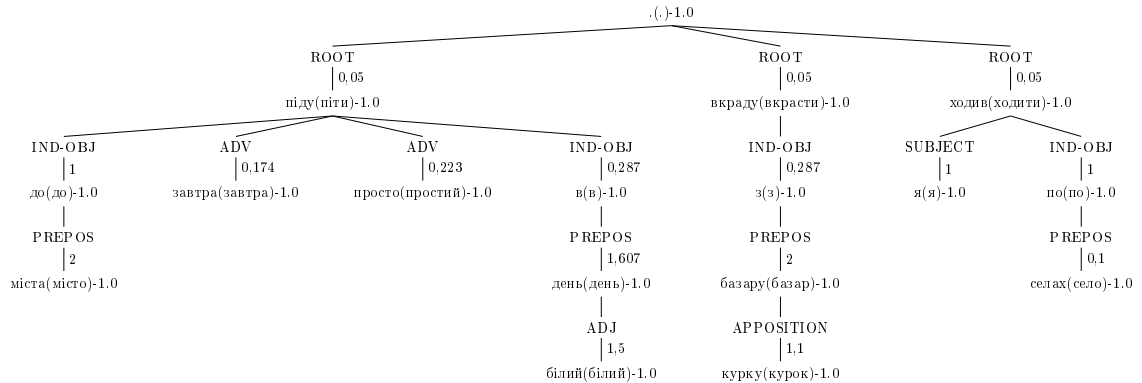 .(.)-1.0
ROOT ROOT ROOT
0,05 0,05 0,05
піду(піти)-1.0 вкраду(вкрасти)-1.0 ходив(ходити)-1.0
IND-OBJ ADV ADV IND-OBJ IND-OBJ SUBJECT IND-OBJ
1 0,174 0,223 0,287 0,287 1 1
до(до)-1.0 завтра(завтра)-1.0 просто(простий)-1.0 в(в)-1.0 з(з)-1.0 я(я)-1.0 по(по)-1.0
PREPOS PREPOS PREPOS PREPOS
2 1,607 2 0,1
міста(місто)-1.0 день(день)-1.0 базару(базар)-1.0 селах(село)-1.0
ADJ APPOSITION
1,5 1,1
білий(білий)-1.0 курку(курок)-1.0